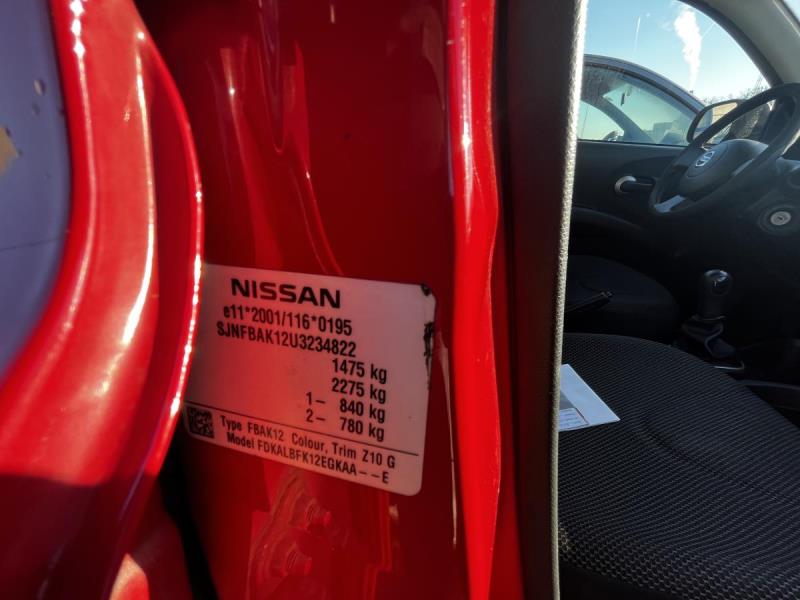 NISSAN
e11*2001/116*0195
SJNFBAK12U3234822
1475 kg
2275 kg
1- 840 kg
2- 780 kg
Type FBAK12 Colour, Trim Z10 G
Model FDKALBFK12EGKAA--E